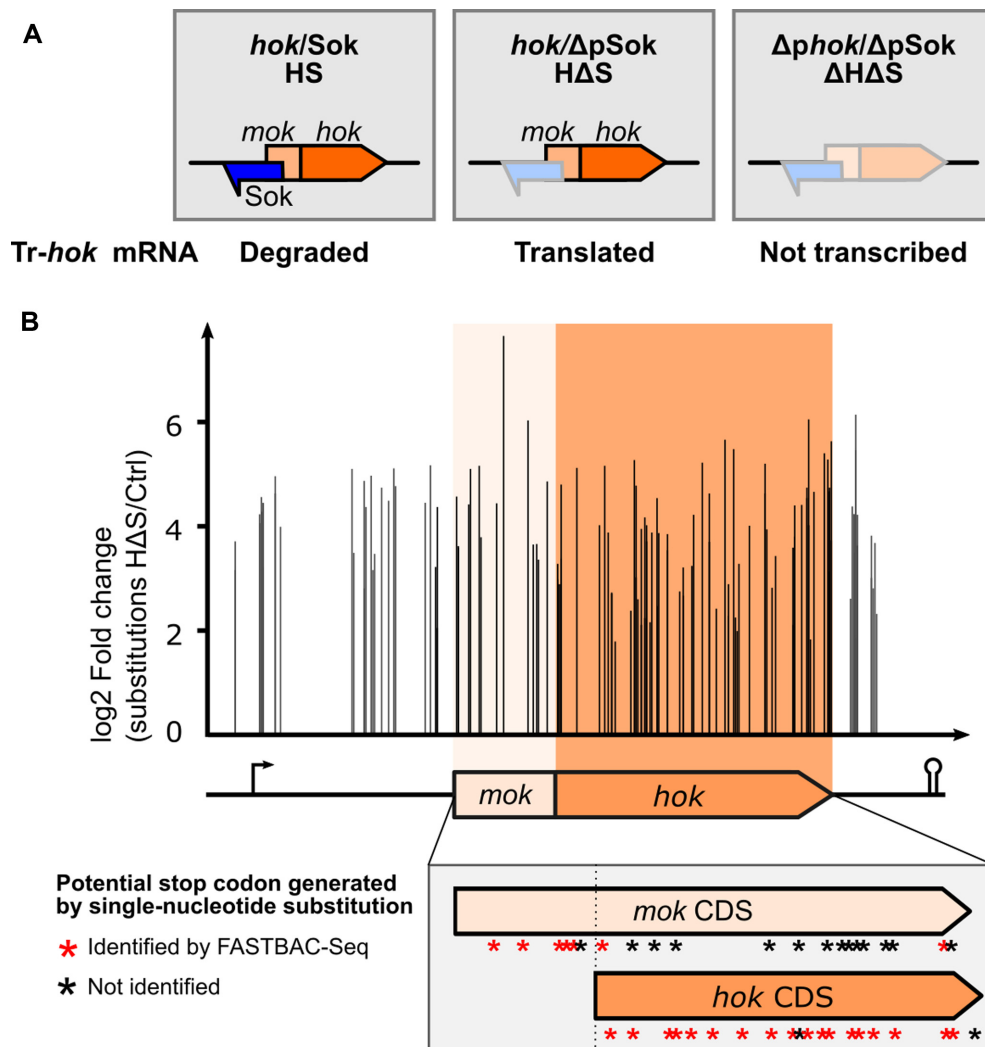 A
hok/Sok
HS
mok hok
Sok
hok/ΔpSok
HΔS
mok hok
Δphok/ΔpSok
ΔHΔS
Tr-hok mRNA Degraded Translated Not transcribed
B
log2 Fold change
(substitutions HΔS/Ctrl)
6
4
2
0
mok hok
Potential stop codon generated
by single-nucleotide substitution
* Identified by FASTBAC-Seq
* Not identified
mok CDS
hok CDS